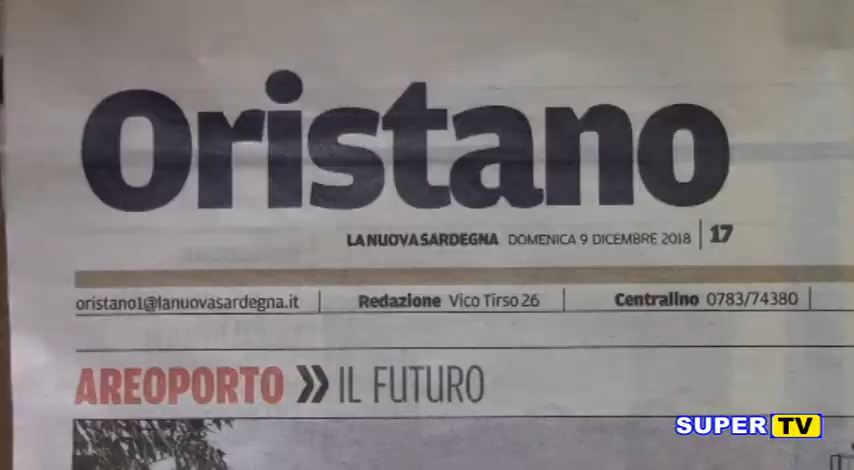 Oristano
LA NUOVA SARDEGNA DOMENICA 9 DICEMBRE 2018 | 17
oristano1@lanuovasardegna.it | Redazione Vico Tirso 26 | Centralino 0783/74380 |
AREOPORTO » IL FUTURO
SUPER TV